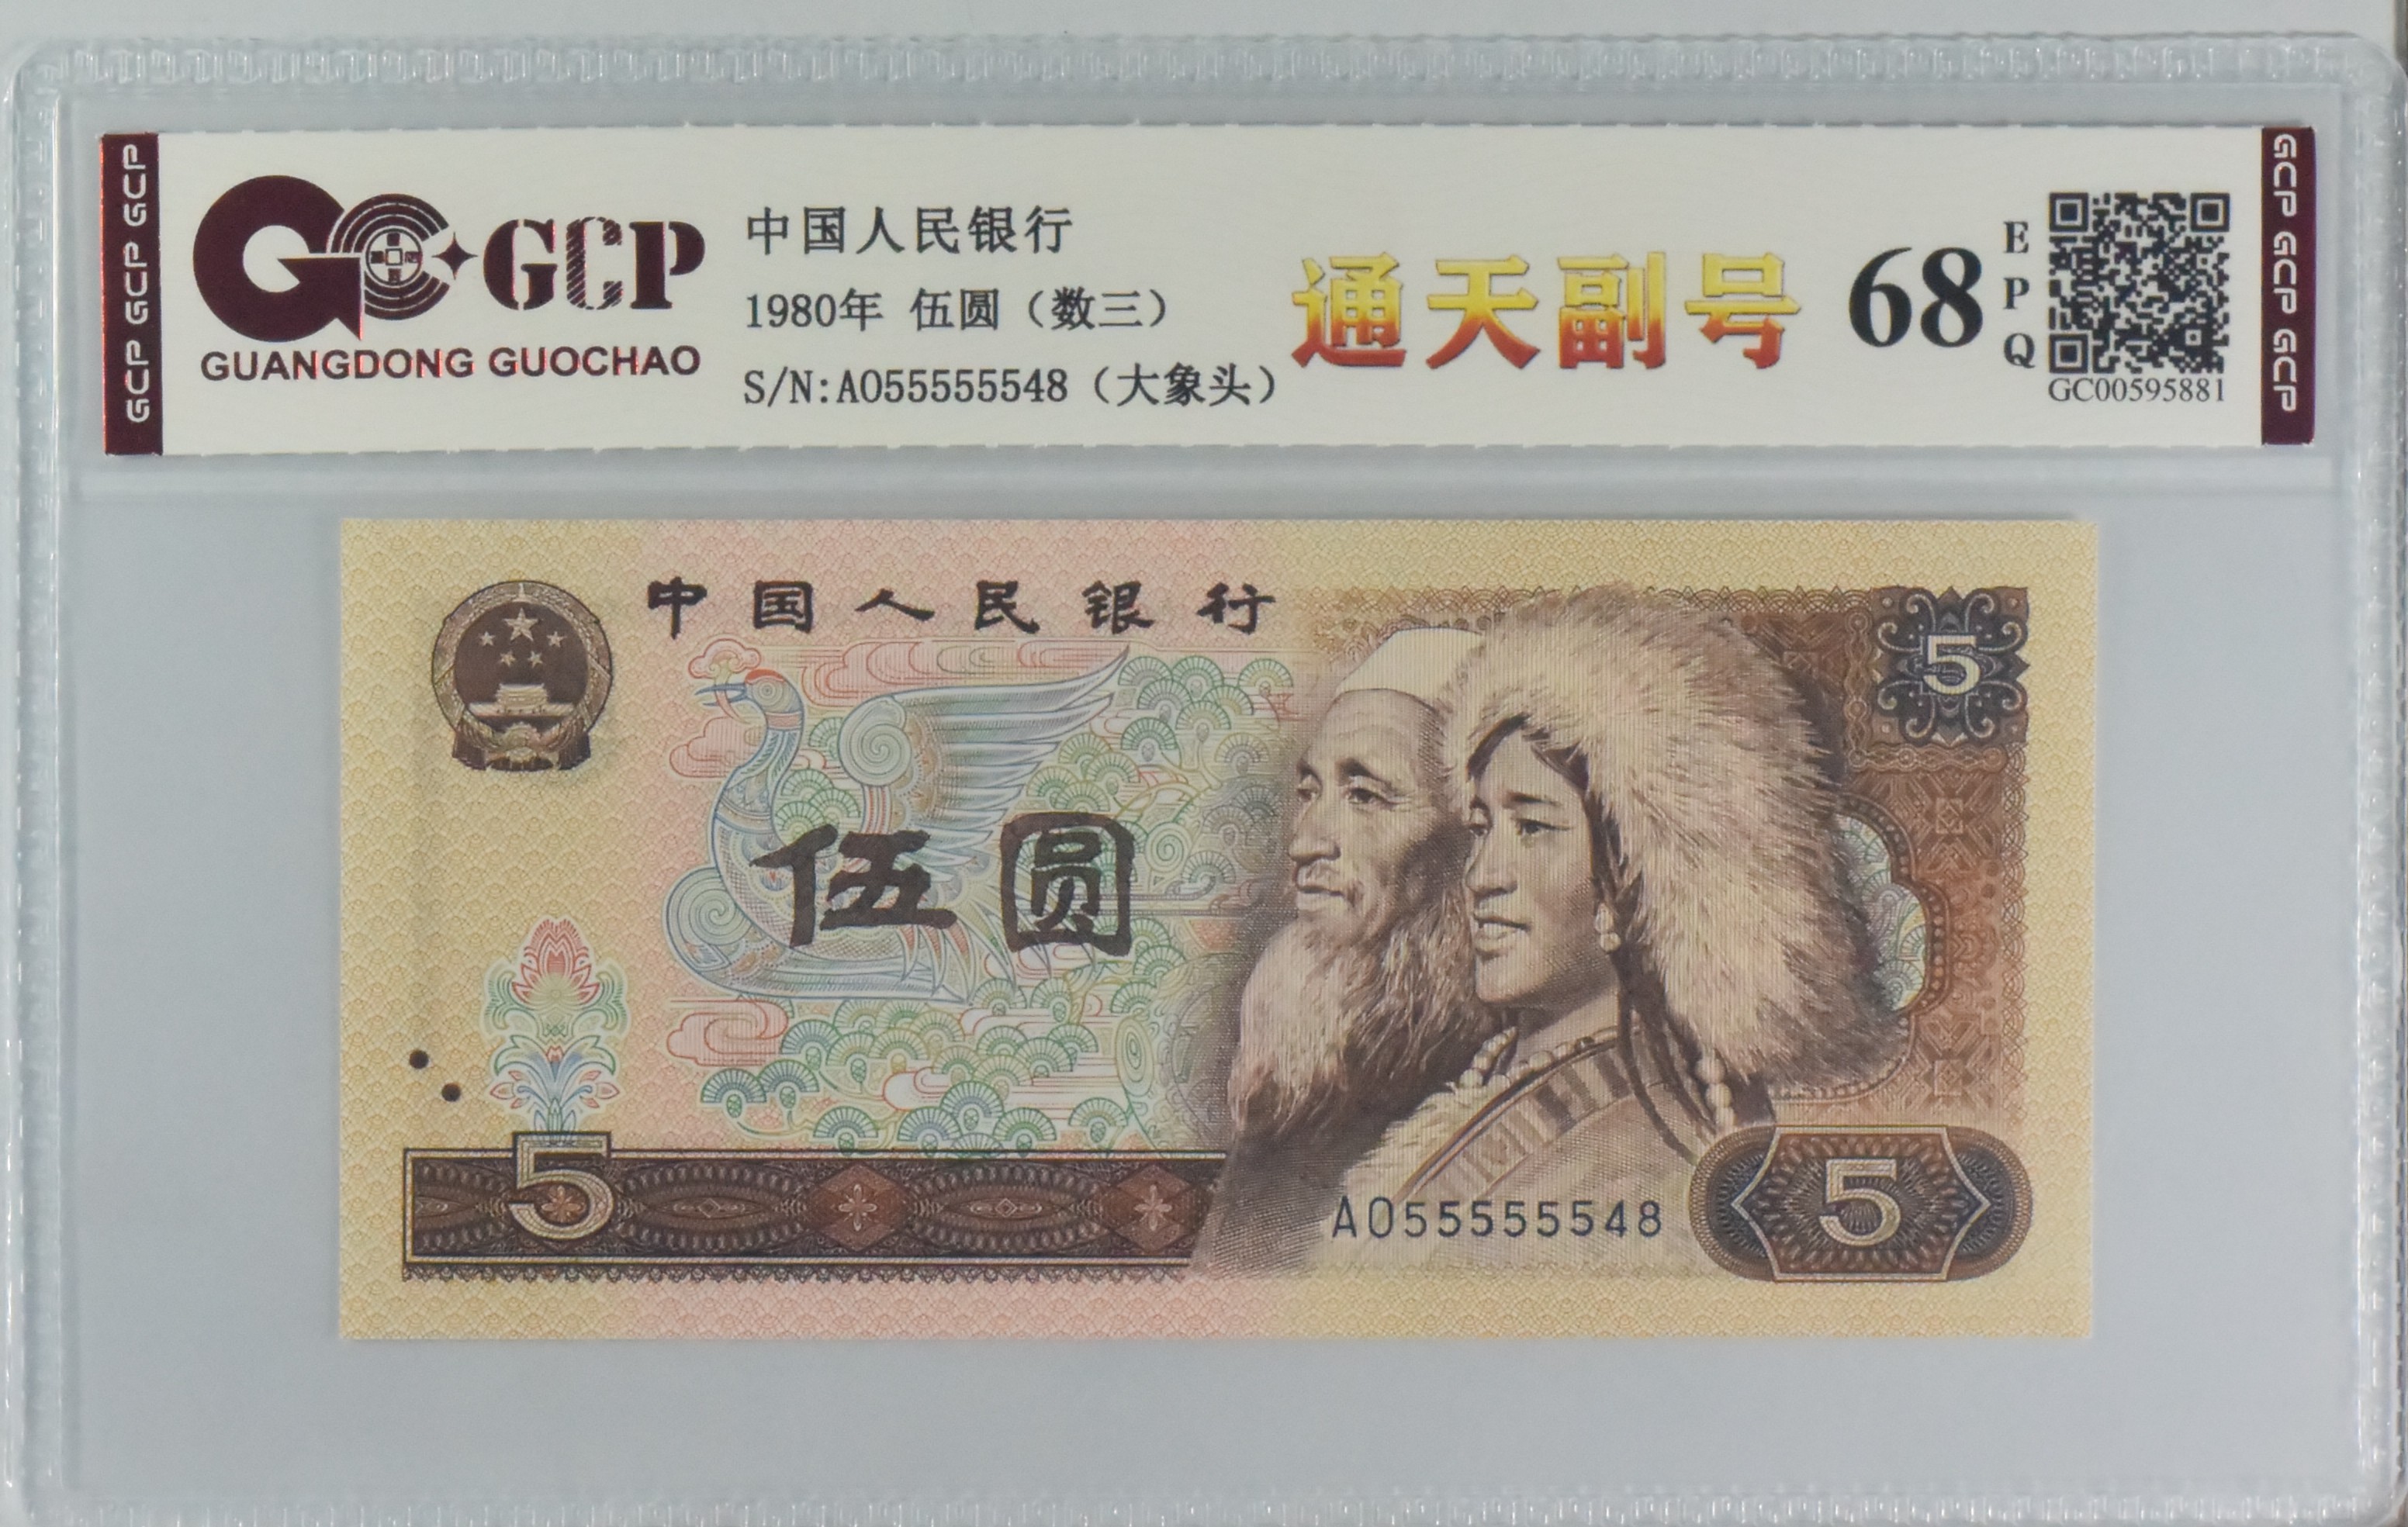 GCP GCP GCP
GCP
GUANGDONG GUOCHAO
中国人民银行
1980年 伍圆（数三）
S/N:AO55555548（大象头）
通天副号
68
E
P
Q
GC00595881
GCP GCP GCP
中国人民银行
5
伍圆
5
AO55555548
5